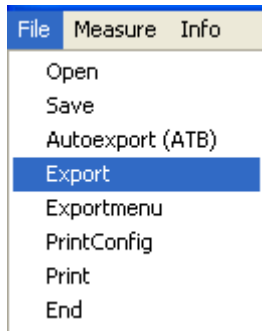 File Measure Info
Open
Save
Autoexport (ATB)
Export
Exportmenu
PrintConfig
Print
End